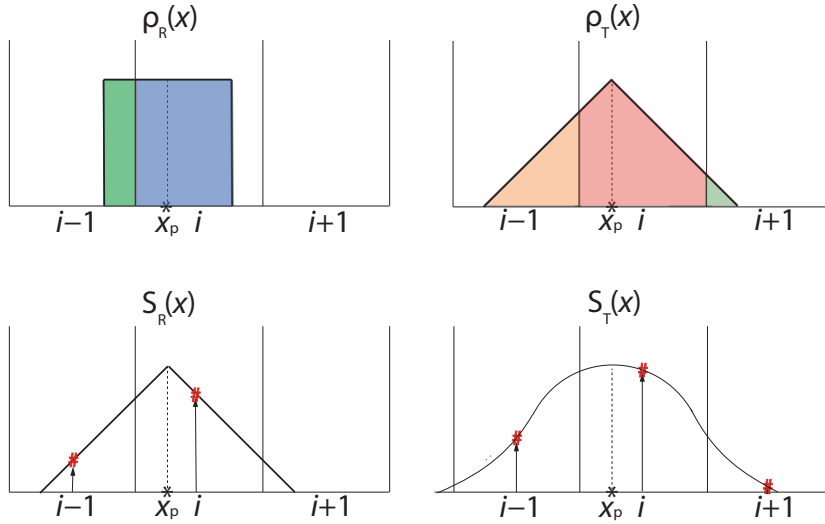 ρR(x)
ρT(x)
i−1 xp i i+1
i−1 xp i i+1
SR(x)
ST(x)
#
#
#
#
#
i−1 xp i i+1
i−1 xp i i+1